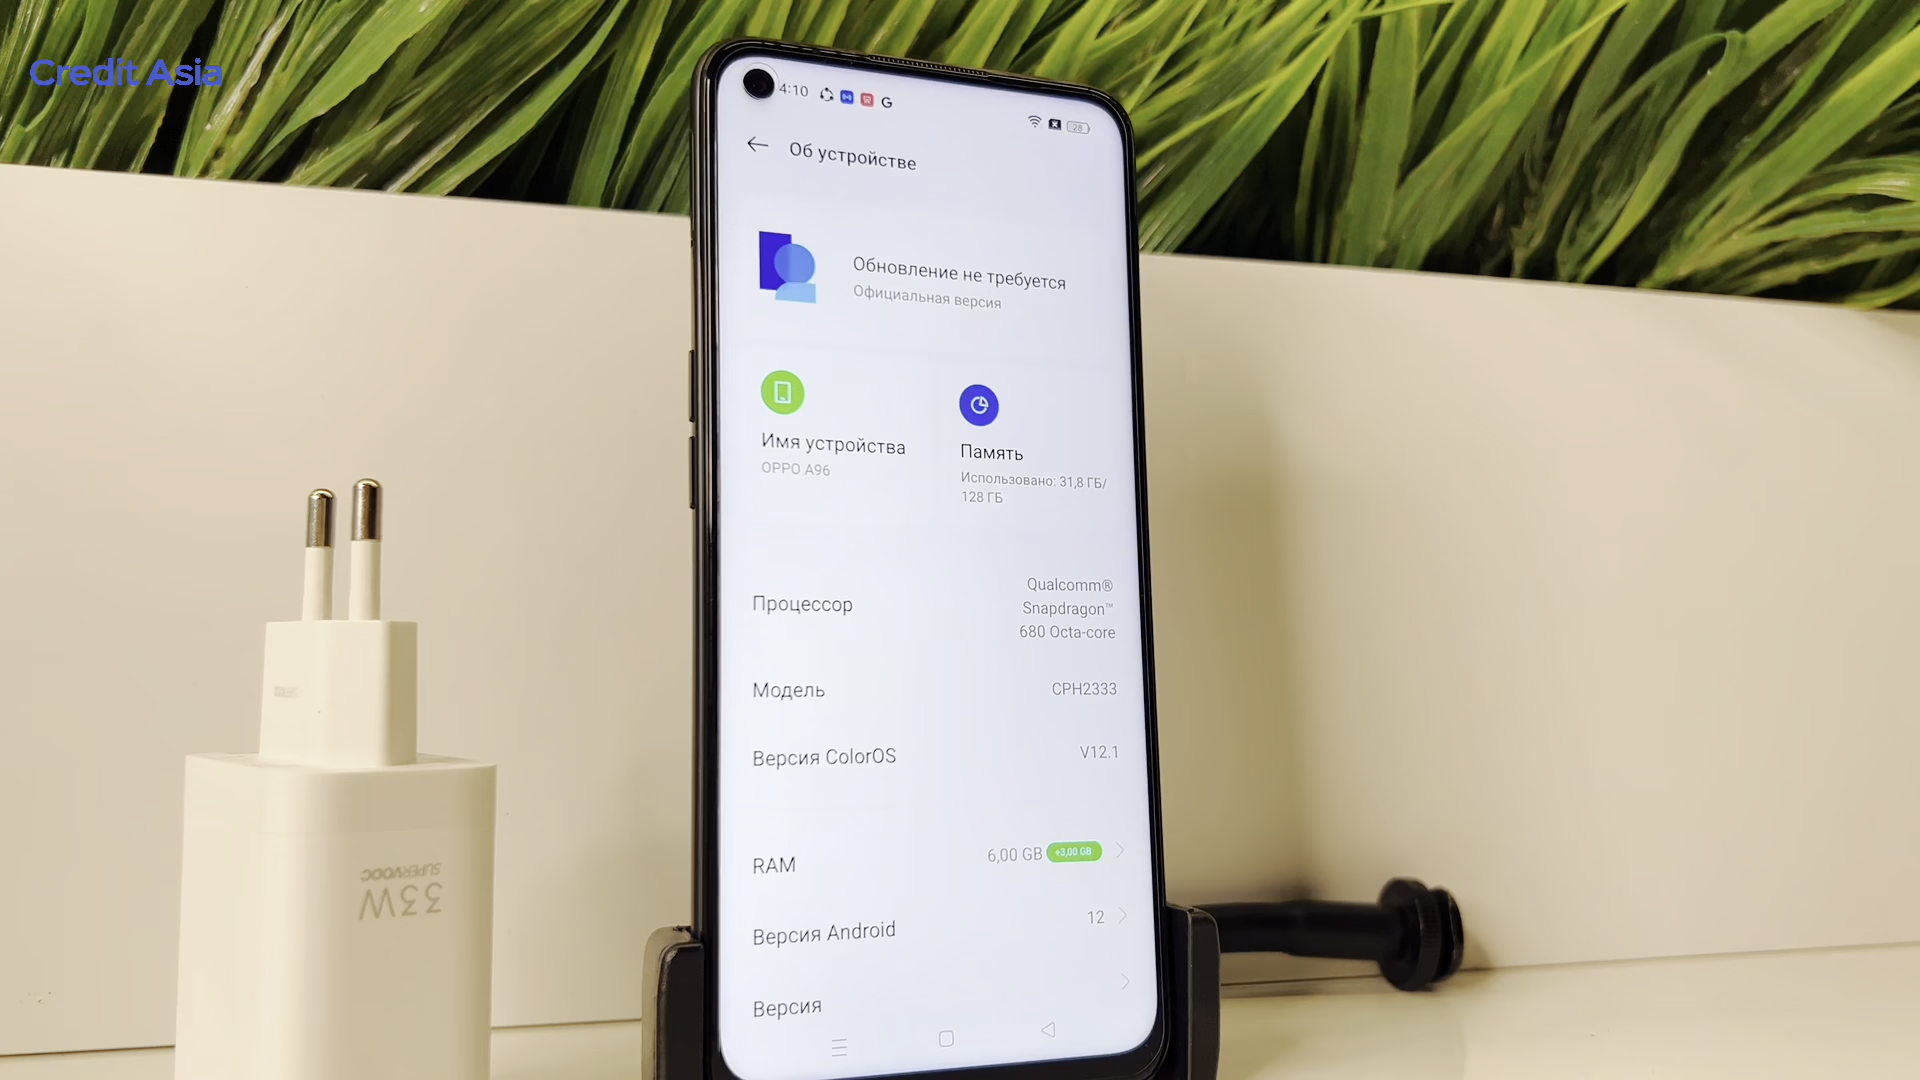 Credit Asia
4:10
G
28
Об устройстве
Обновление не требуется
Официальная версия
Имя устройства
OPPO A96
Память
Использовано: 31,8 ГБ/
128 ГБ
Процессор
Qualcomm®
Snapdragon™
680 Octa-core
Модель
CPH2333
Версия ColorOS
V12.1
RAM
6,00 GB
+3,00 GB
Версия Android
12
Версия
33W
SUPERVOOC